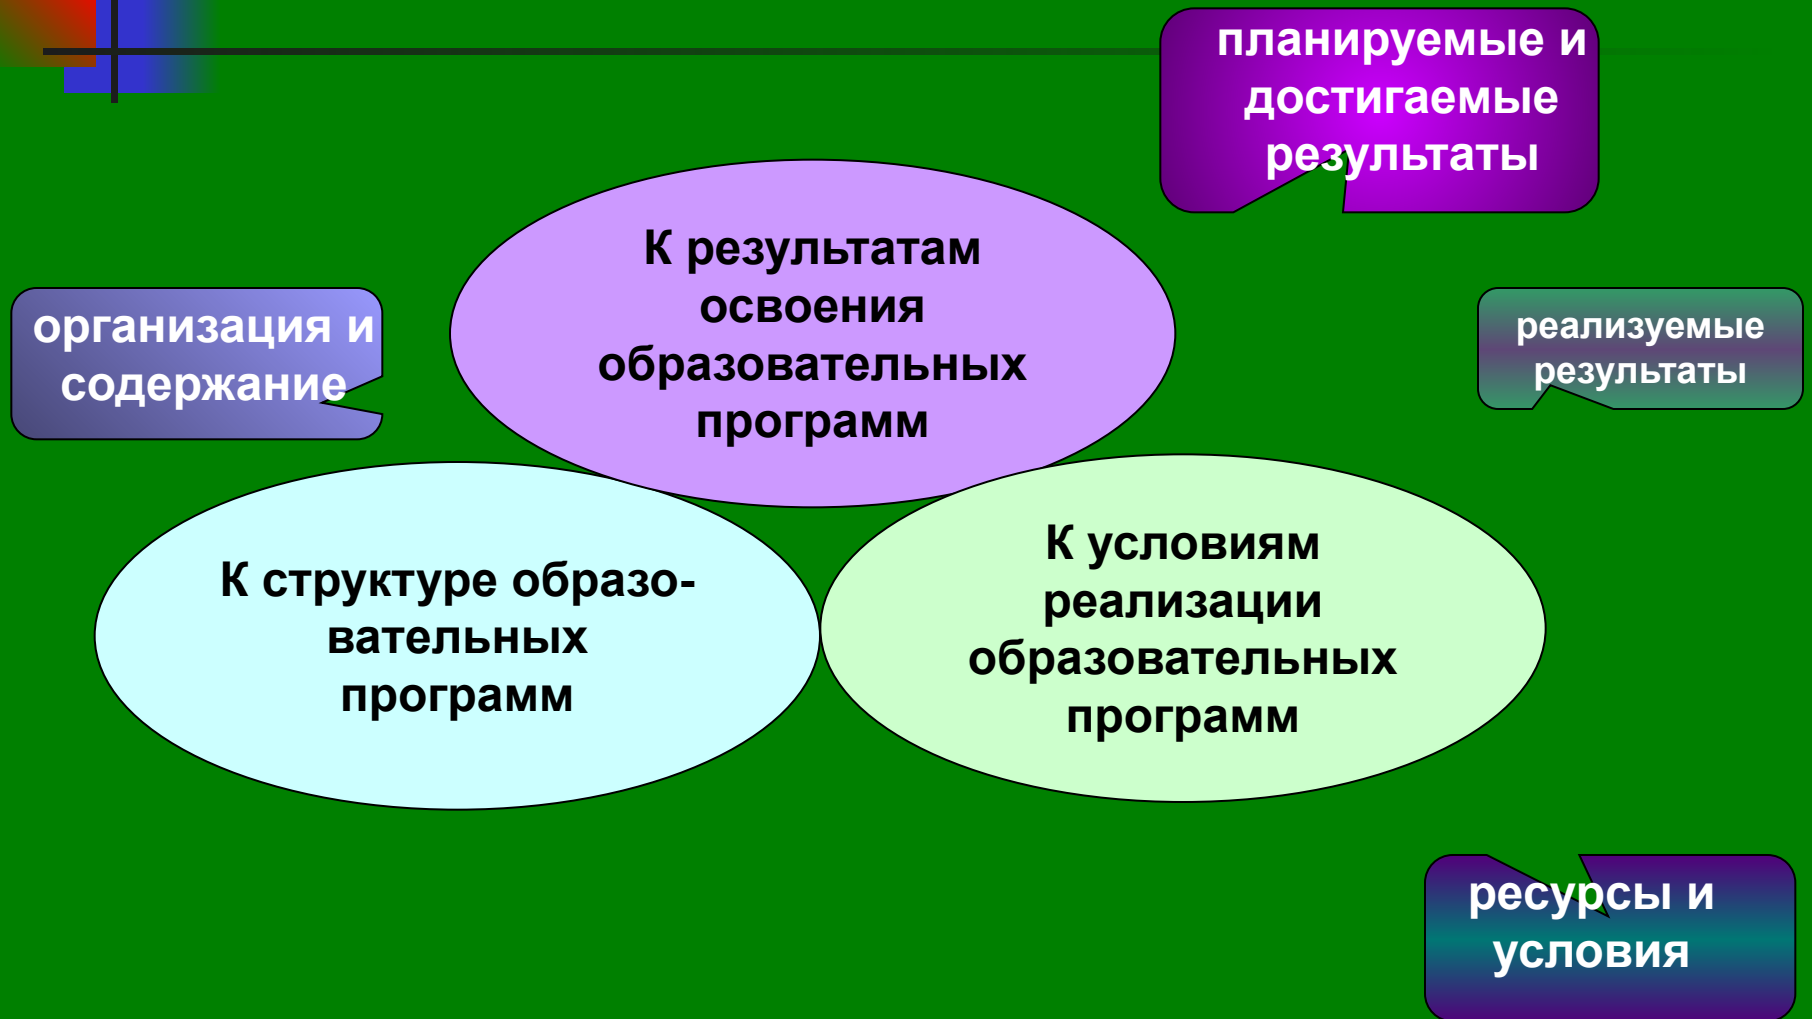 планируемые и
достигаемые
результаты
К результатам
освоения
образовательных
программ
организация и
содержание
реализуемые
результаты
К структуре образо-
вательных
программ
К условиям
реализации
образовательных
программ
ресурсы и
условия